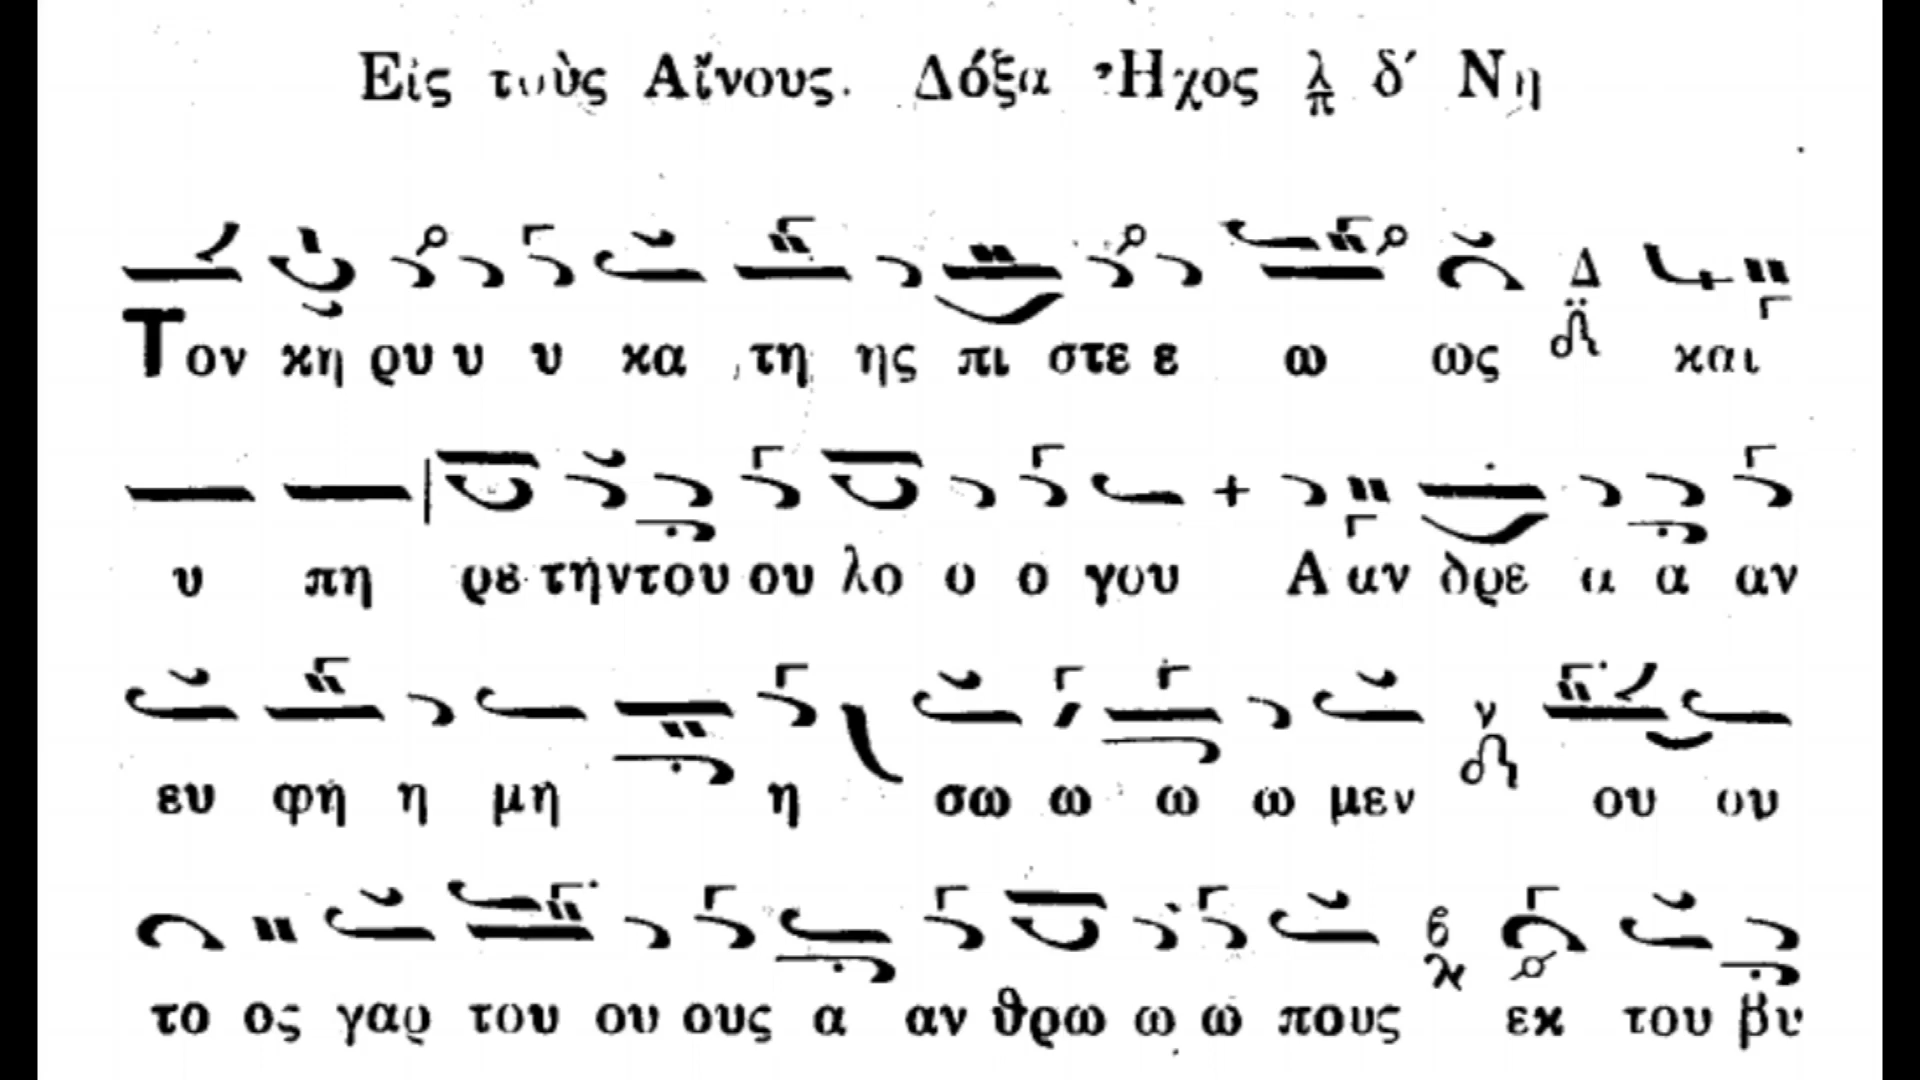 Εἰς τοὺς Αἴνους. Δόξα Ἦχος λ/π δ´ Νη
Τον κη ρυ υ υ κα τη ης πι στε ε ω ως Δ και
υ πη ρε τὴν του ου λο ο ο γου Α αν δρε α α αν
ευ φη η μη η σω ω ω ω μεν ν ου ου
το ος γαρ του ου ους α αν θρω ω ω πους β εκ του βυ